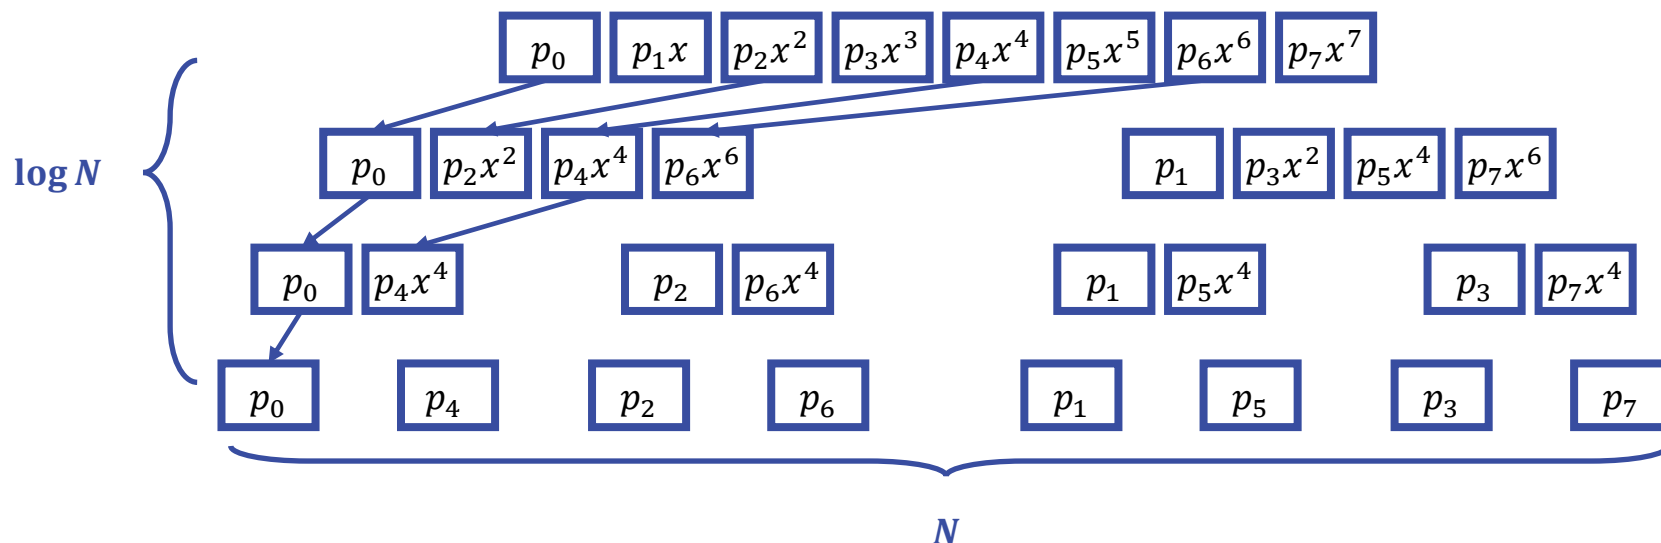 p₀ p₁x p₂x² p₃x³ p₄x⁴ p₅x⁵ p₆x⁶ p₇x⁷
p₀ p₂x² p₄x⁴ p₆x⁶ p₁ p₃x² p₅x⁴ p₇x⁶
log N
p₀ p₄x⁴ p₂ p₆x⁴ p₁ p₅x⁴ p₃ p₇x⁴
p₀ p₄ p₂ p₆ p₁ p₅ p₃ p₇
N